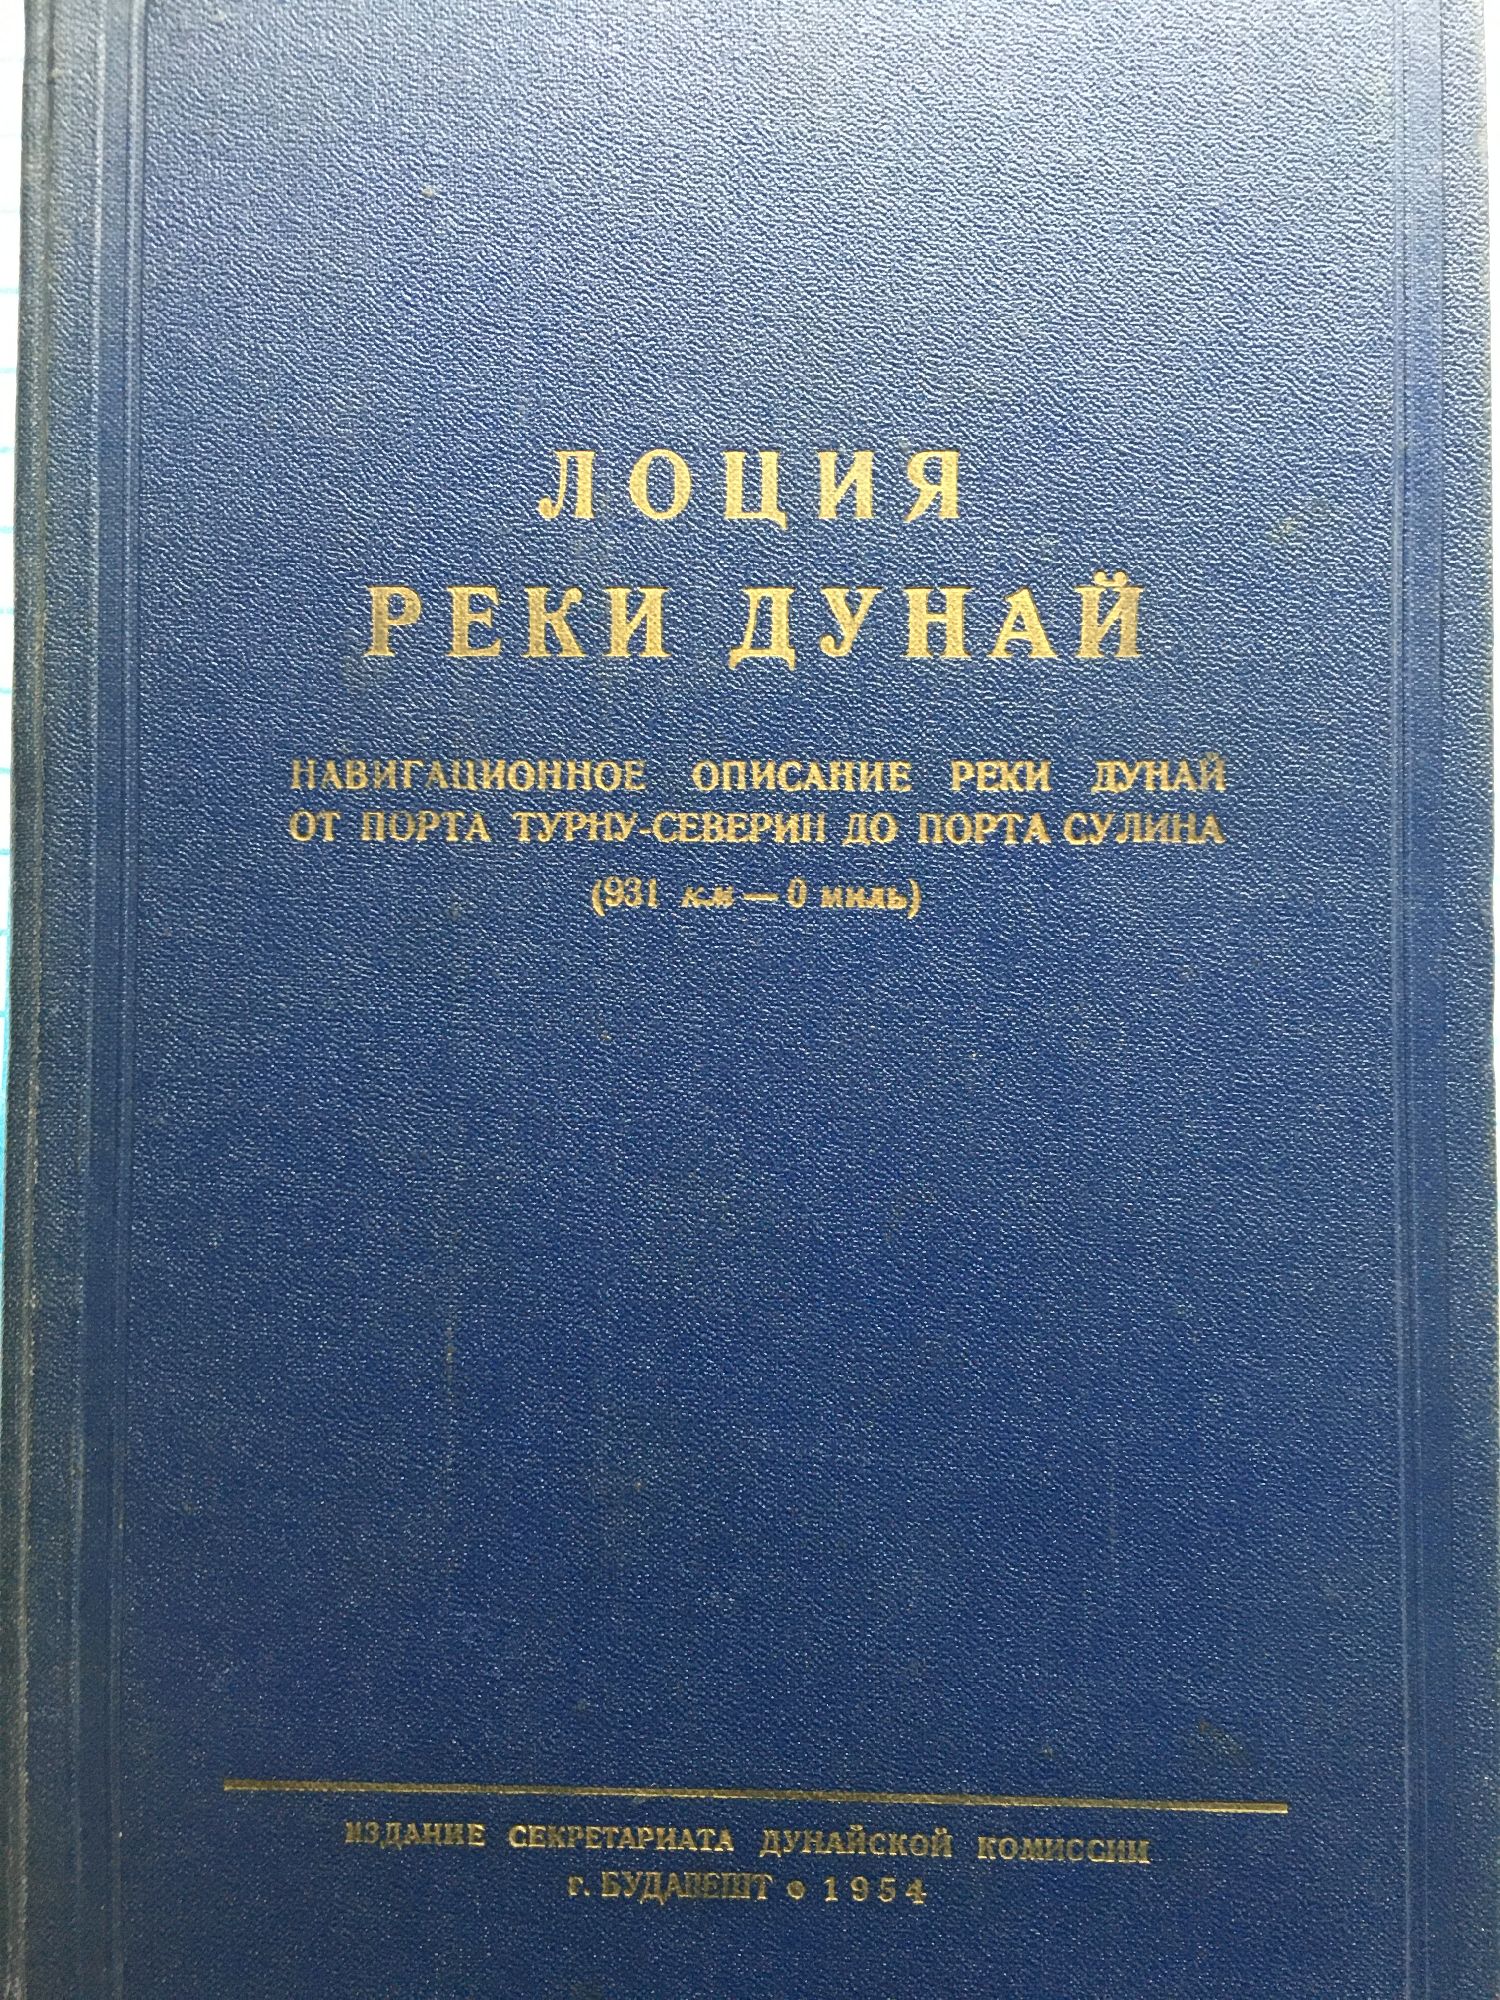 ЛОЦИЯ
РЕКИ ДУНАЙ
НАВИГАЦИОННОЕ ОПИСАНИЕ РЕКИ ДУНАЙ
ОТ ПОРТА ТУРНУ-СЕВЕРИН ДО ПОРТА СУЛИНА
(931 км — 0 миль)
ИЗДАНИЕ СЕКРЕТАРИАТА ДУНАЙСКОЙ КОМИССИИ
г. БУДАПЕШТ • 1954